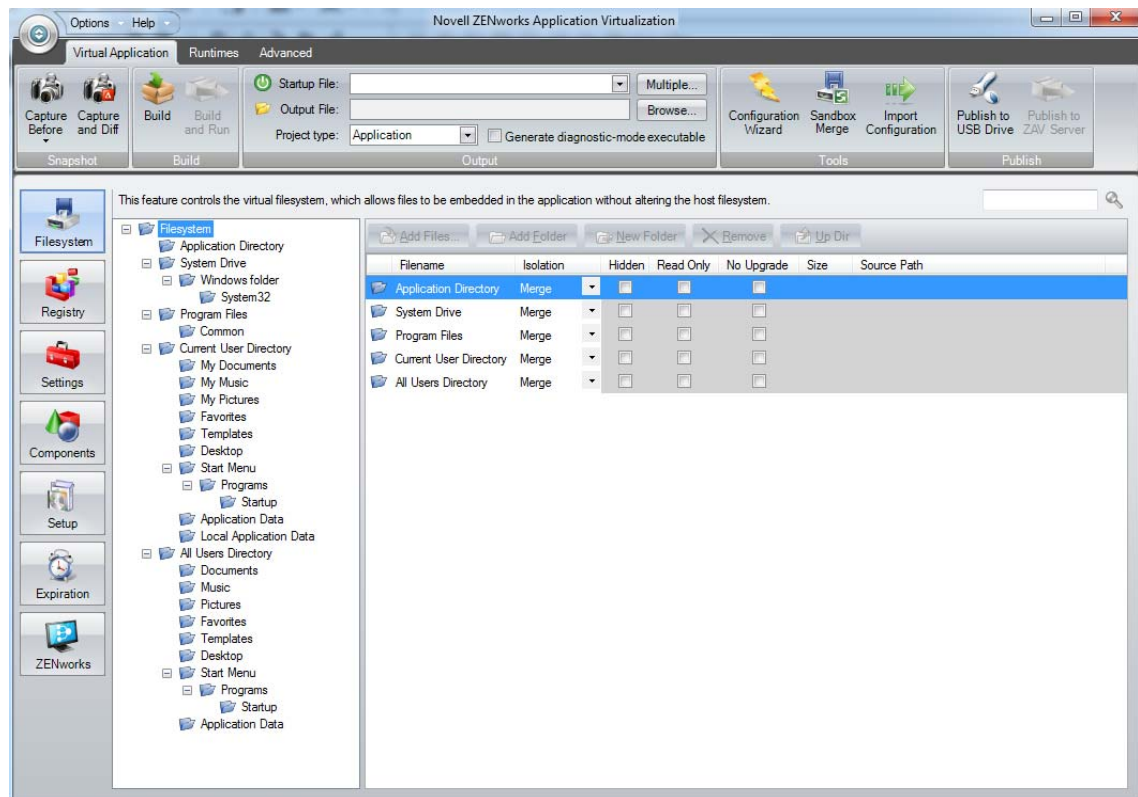 Options Help
Novell ZENworks Application Virtualization
Virtual Application Runtimes Advanced
Capture Before
Capture and Diff
Snapshot
Build
Build and Run
Build
Startup File:
Multiple...
Output File:
Browse...
Project type: Application
Generate diagnostic-mode executable
Output
Configuration Wizard
Sandbox Merge
Import Configuration
Tools
Publish to USB Drive
Publish to ZAV Server
Publish
This feature controls the virtual filesystem, which allows files to be embedded in the application without altering the host filesystem.
Filesystem
Registry
Settings
Components
Setup
Expiration
ZENworks
Filesystem
Application Directory
System Drive
Windows folder
System32
Program Files
Common
Current User Directory
My Documents
My Music
My Pictures
Favorites
Templates
Desktop
Start Menu
Programs
Startup
Application Data
Local Application Data
All Users Directory
Documents
Music
Pictures
Favorites
Templates
Desktop
Start Menu
Programs
Startup
Application Data
Add Files... Add Folder New Folder Remove Up Dir
Filename Isolation Hidden Read Only No Upgrade Size Source Path
Application Directory Merge
System Drive Merge
Program Files Merge
Current User Directory Merge
All Users Directory Merge